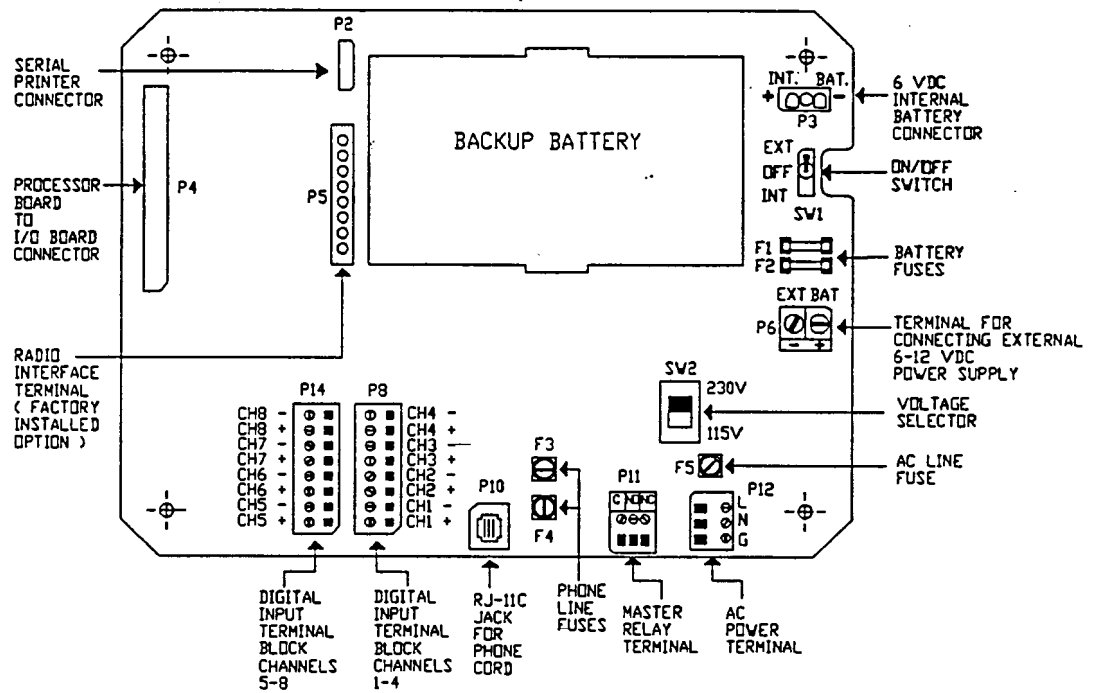 P2
SERIAL
PRINTER
CONNECTOR
INT. BAT.
+ -
P3
6 VDC
INTERNAL
BATTERY
CONNECTOR
BACKUP BATTERY
EXT
OFF
INT
SW1
ON/OFF
SWITCH
P4
P5
PROCESSOR
BOARD
TO
I/O BOARD
CONNECTOR
F1
F2
BATTERY
FUSES
EXT BAT
P6
- +
TERMINAL FOR
CONNECTING EXTERNAL
6-12 VDC
POWER SUPPLY
RADIO
INTERFACE
TERMINAL
( FACTORY
INSTALLED
OPTION )
SW2
230V
115V
VOLTAGE
SELECTOR
P14
CH8 -
CH8 +
CH7 -
CH7 +
CH6 -
CH6 +
CH5 -
CH5 +
P8
CH4 -
CH4 +
CH3 -
CH3 +
CH2 -
CH2 +
CH1 -
CH1 +
F3
F4
F5
AC LINE
FUSE
P10
P11
C NO NC
P12
L
N
G
DIGITAL
INPUT
TERMINAL
BLOCK
CHANNELS
5-8
DIGITAL
INPUT
TERMINAL
BLOCK
CHANNELS
1-4
RJ-11C
JACK
FOR
PHONE
CORD
PHONE
LINE
FUSES
MASTER
RELAY
TERMINAL
AC
POWER
TERMINAL